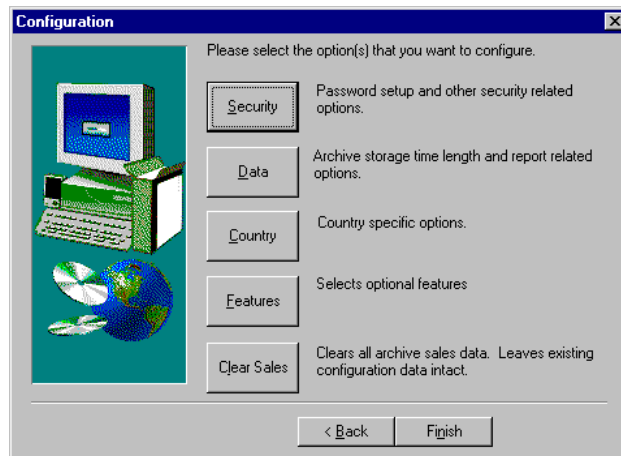 Configuration
Please select the option(s) that you want to configure.
Security
Password setup and other security related
options.
Data
Archive storage time length and report related
options.
Country
Country specific options.
Features
Selects optional features
Clear Sales
Clears all archive sales data. Leaves existing
configuration data intact.
< Back
Finish